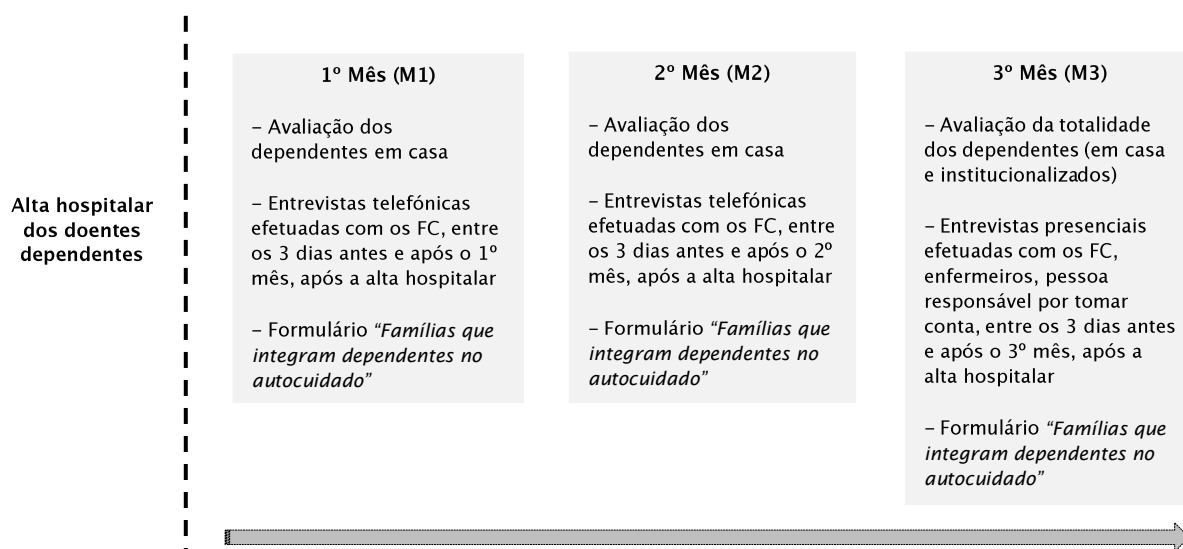 Alta hospitalar
dos doentes
dependentes
1º Mês (M1)
– Avaliação dos
dependentes em casa
– Entrevistas telefónicas
efetuadas com os FC, entre
os 3 dias antes e após o 1º
mês, após a alta hospitalar
– Formulário “Famílias que
integram dependentes no
autocuidado”
2º Mês (M2)
– Avaliação dos
dependentes em casa
– Entrevistas telefónicas
efetuadas com os FC, entre
os 3 dias antes e após o 2º
mês, após a alta hospitalar
– Formulário “Famílias que
integram dependentes no
autocuidado”
3º Mês (M3)
– Avaliação da totalidade
dos dependentes (em casa
e institucionalizados)
– Entrevistas presenciais
efetuadas com os FC,
enfermeiros, pessoa
responsável por tomar
conta, entre os 3 dias antes
e após o 3º mês, após a
alta hospitalar
– Formulário “Famílias que
integram dependentes no
autocuidado”